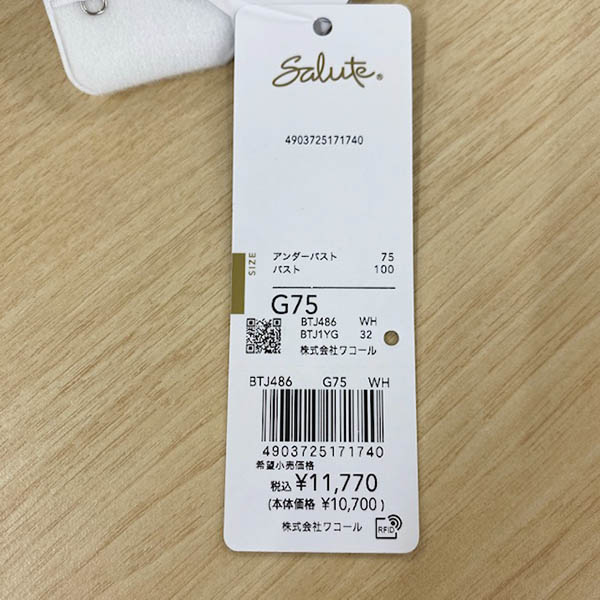 Salute®
4903725171740
SIZE
アンダーバスト 75
バスト 100
G75
BTJ486 WH
BTJ1YG 32
株式会社ワコール
BTJ486 G75 WH
4903725171740
希望小売価格
税込 ¥11,770
(本体価格 ¥10,700)
株式会社ワコール
RFID